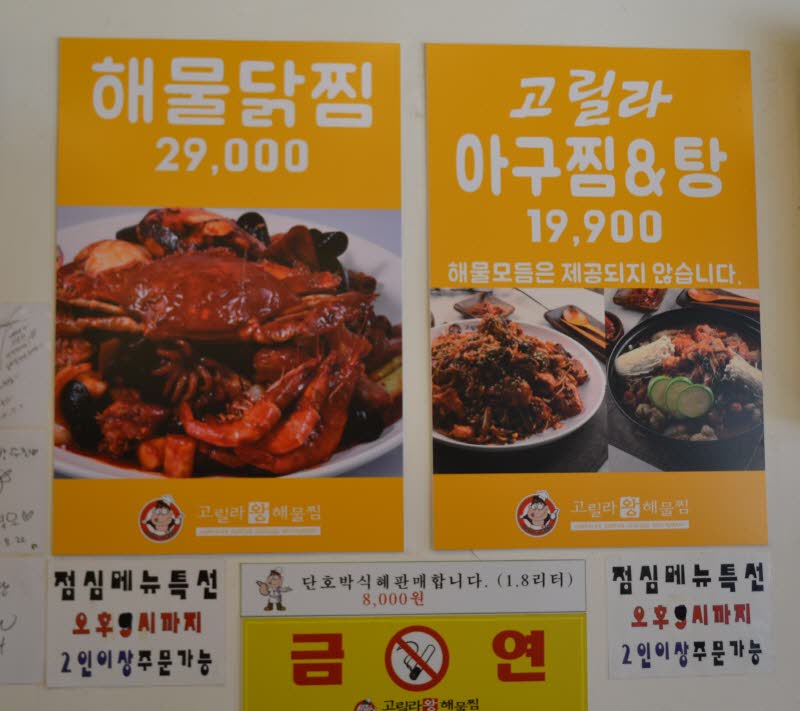 해물닭찜
29,000
고릴라왕해물찜
고릴라
아구찜&탕
19,900
해물모듬은 제공되지 않습니다.
고릴라왕해물찜
점심메뉴특선
오후9시까지
2인이상주문가능
단호박식혜판매합니다. (1.8리터)
8,000원
금연
고릴라왕해물찜
점심메뉴특선
오후9시까지
2인이상주문가능